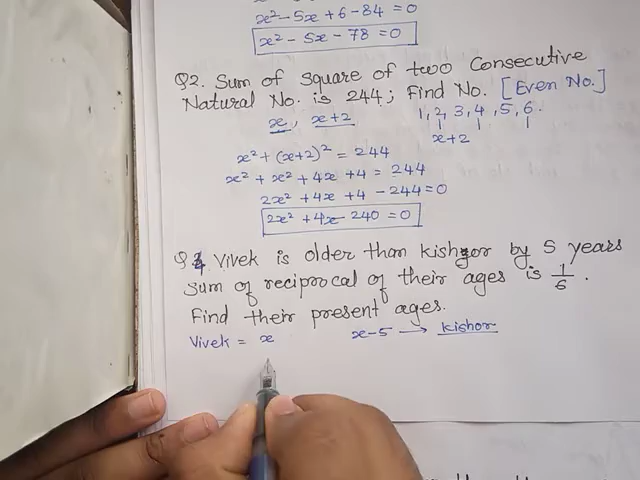 x² - 5x + 6 - 84 = 0
x² - 5x - 78 = 0
Q2. Sum of square of two Consecutive
Natural No. is 244; Find No. [Even No.]
x, x+2 1, 2, 3, 4, 5, 6.
x+2
x² + (x+2)² = 244
x² + x² + 4x + 4 = 244
2x² + 4x + 4 - 244 = 0
2x² + 4x - 240 = 0
Vivek is older than kishor by 5 years
sum of reciprocal of their ages is 1/6.
Find their present ages.
Vivek = x x-5 → kishor